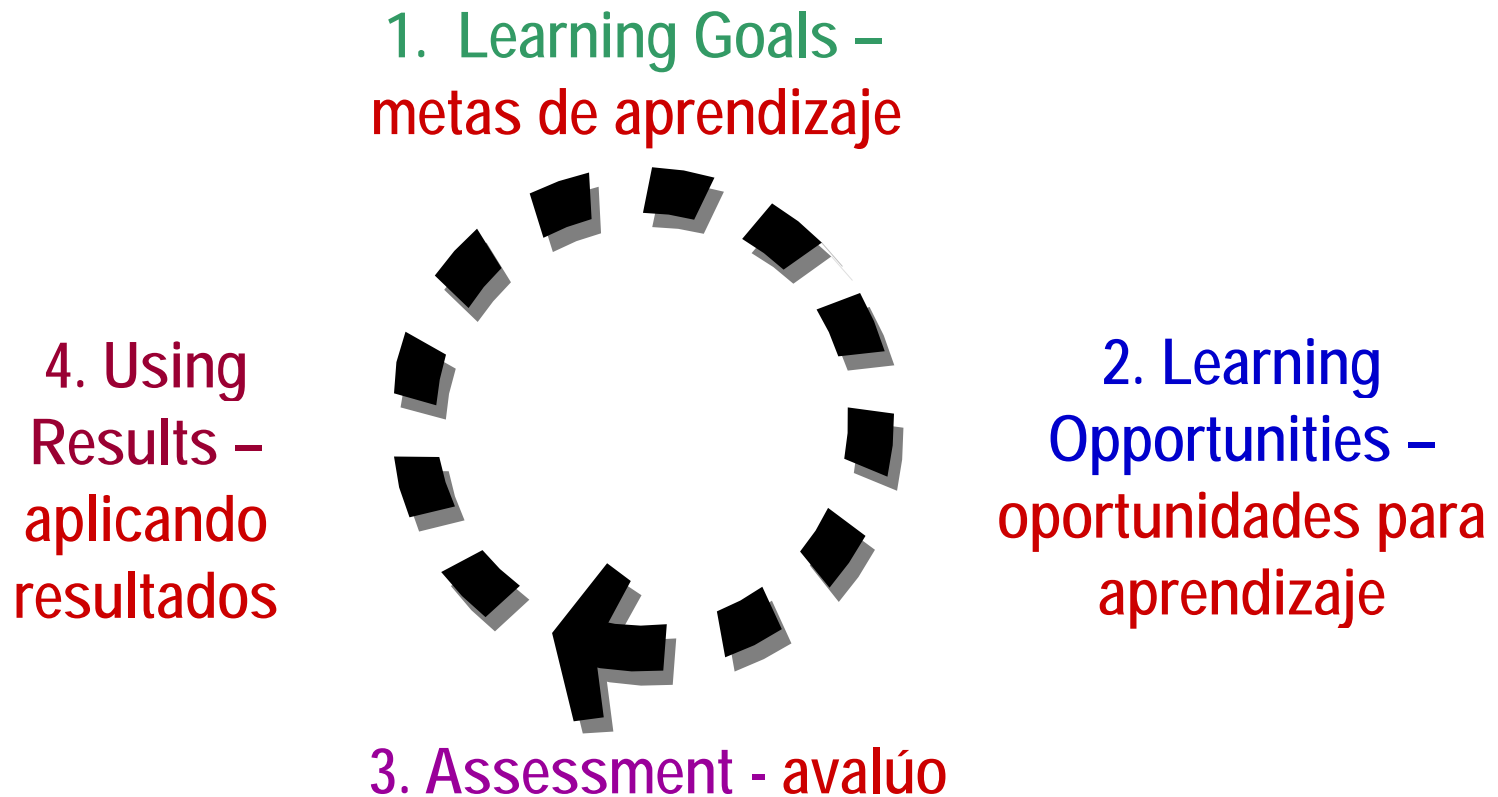 1. Learning Goals –
metas de aprendizaje
2. Learning
Opportunities –
oportunidades para
aprendizaje
3. Assessment - avalúo
4. Using
Results –
aplicando
resultados